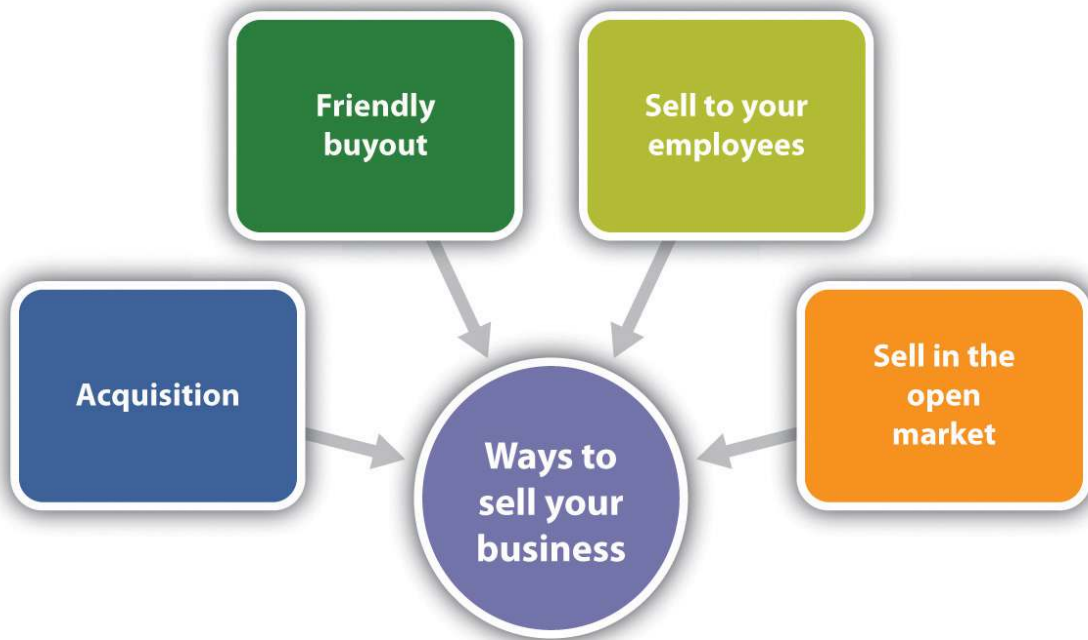 Friendly
buyout
Sell to your
employees
Acquisition
Sell in the
open
market
Ways to
sell your
business